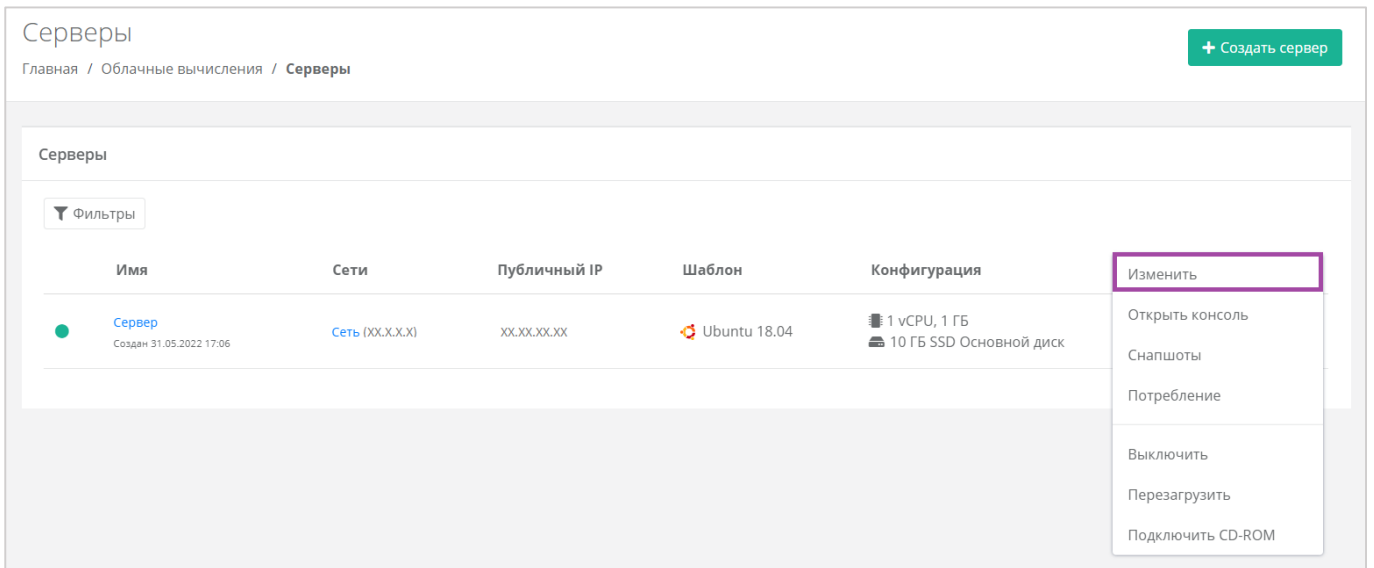 Серверы
+ Создать сервер
Главная / Облачные вычисления / Серверы
Серверы
Фильтры
Имя Сети Публичный IP Шаблон Конфигурация
Сервер
Создан 31.05.2022 17:06
Сеть (XX.X.X.X)
XX.XX.XX.XX
Ubuntu 18.04
1 vCPU, 1 ГБ
10 ГБ SSD Основной диск
Изменить
Открыть консоль
Снапшоты
Потребление
Выключить
Перезагрузить
Подключить CD-ROM